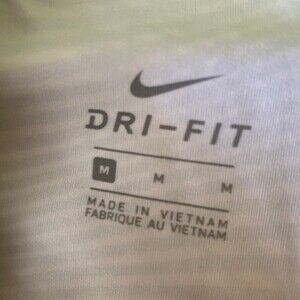 DRI-FIT
M M M
MADE IN VIETNAM
FABRIQUE AU VIETNAM